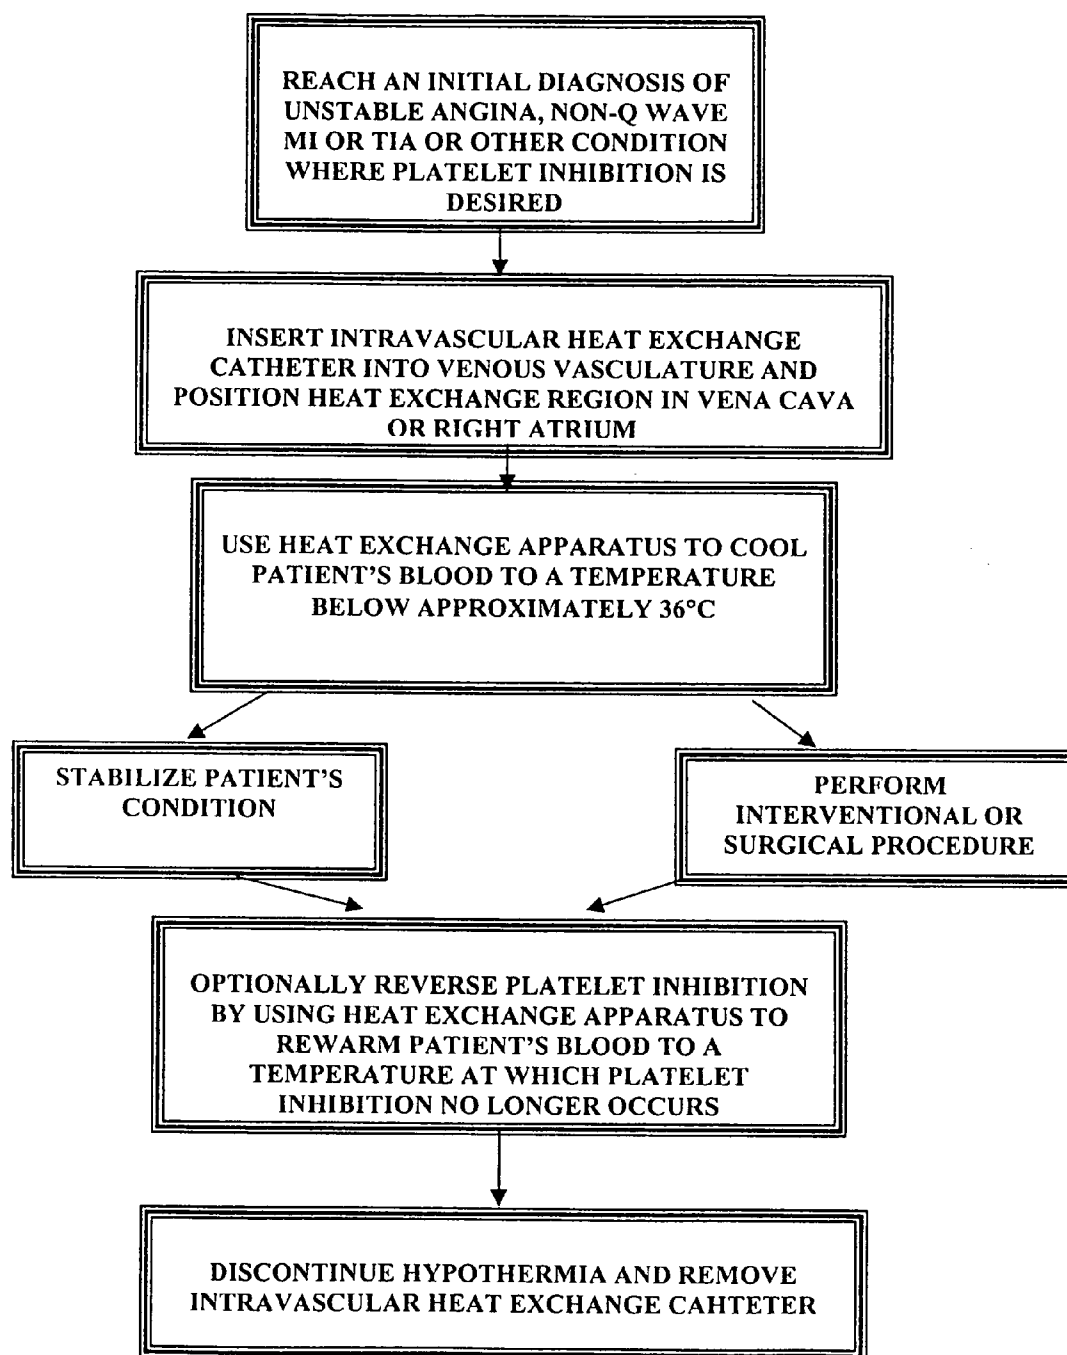 REACH AN INITIAL DIAGNOSIS OF
UNSTABLE ANGINA, NON-Q WAVE
MI OR TIA OR OTHER CONDITION
WHERE PLATELET INHIBITION IS
DESIRED
INSERT INTRAVASCULAR HEAT EXCHANGE
CATHETER INTO VENOUS VASCULATURE AND
POSITION HEAT EXCHANGE REGION IN VENA CAVA
OR RIGHT ATRIUM
USE HEAT EXCHANGE APPARATUS TO COOL
PATIENT'S BLOOD TO A TEMPERATURE
BELOW APPROXIMATELY 36°C
STABILIZE PATIENT'S
CONDITION
PERFORM
INTERVENTIONAL OR
SURGICAL PROCEDURE
OPTIONALLY REVERSE PLATELET INHIBITION
BY USING HEAT EXCHANGE APPARATUS TO
REWARM PATIENT'S BLOOD TO A
TEMPERATURE AT WHICH PLATELET
INHIBITION NO LONGER OCCURS
DISCONTINUE HYPOTHERMIA AND REMOVE
INTRAVASCULAR HEAT EXCHANGE CAHTETER